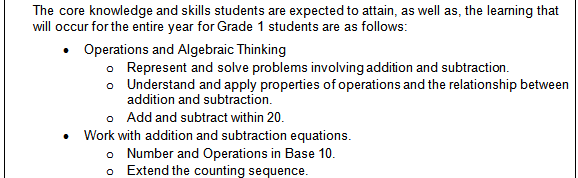 The core knowledge and skills students are expected to attain, as well as, the learning that
will occur for the entire year for Grade 1 students are as follows:
• Operations and Algebraic Thinking
o Represent and solve problems involving addition and subtraction.
o Understand and apply properties of operations and the relationship between
addition and subtraction.
o Add and subtract within 20.
• Work with addition and subtraction equations.
o Number and Operations in Base 10.
o Extend the counting sequence.